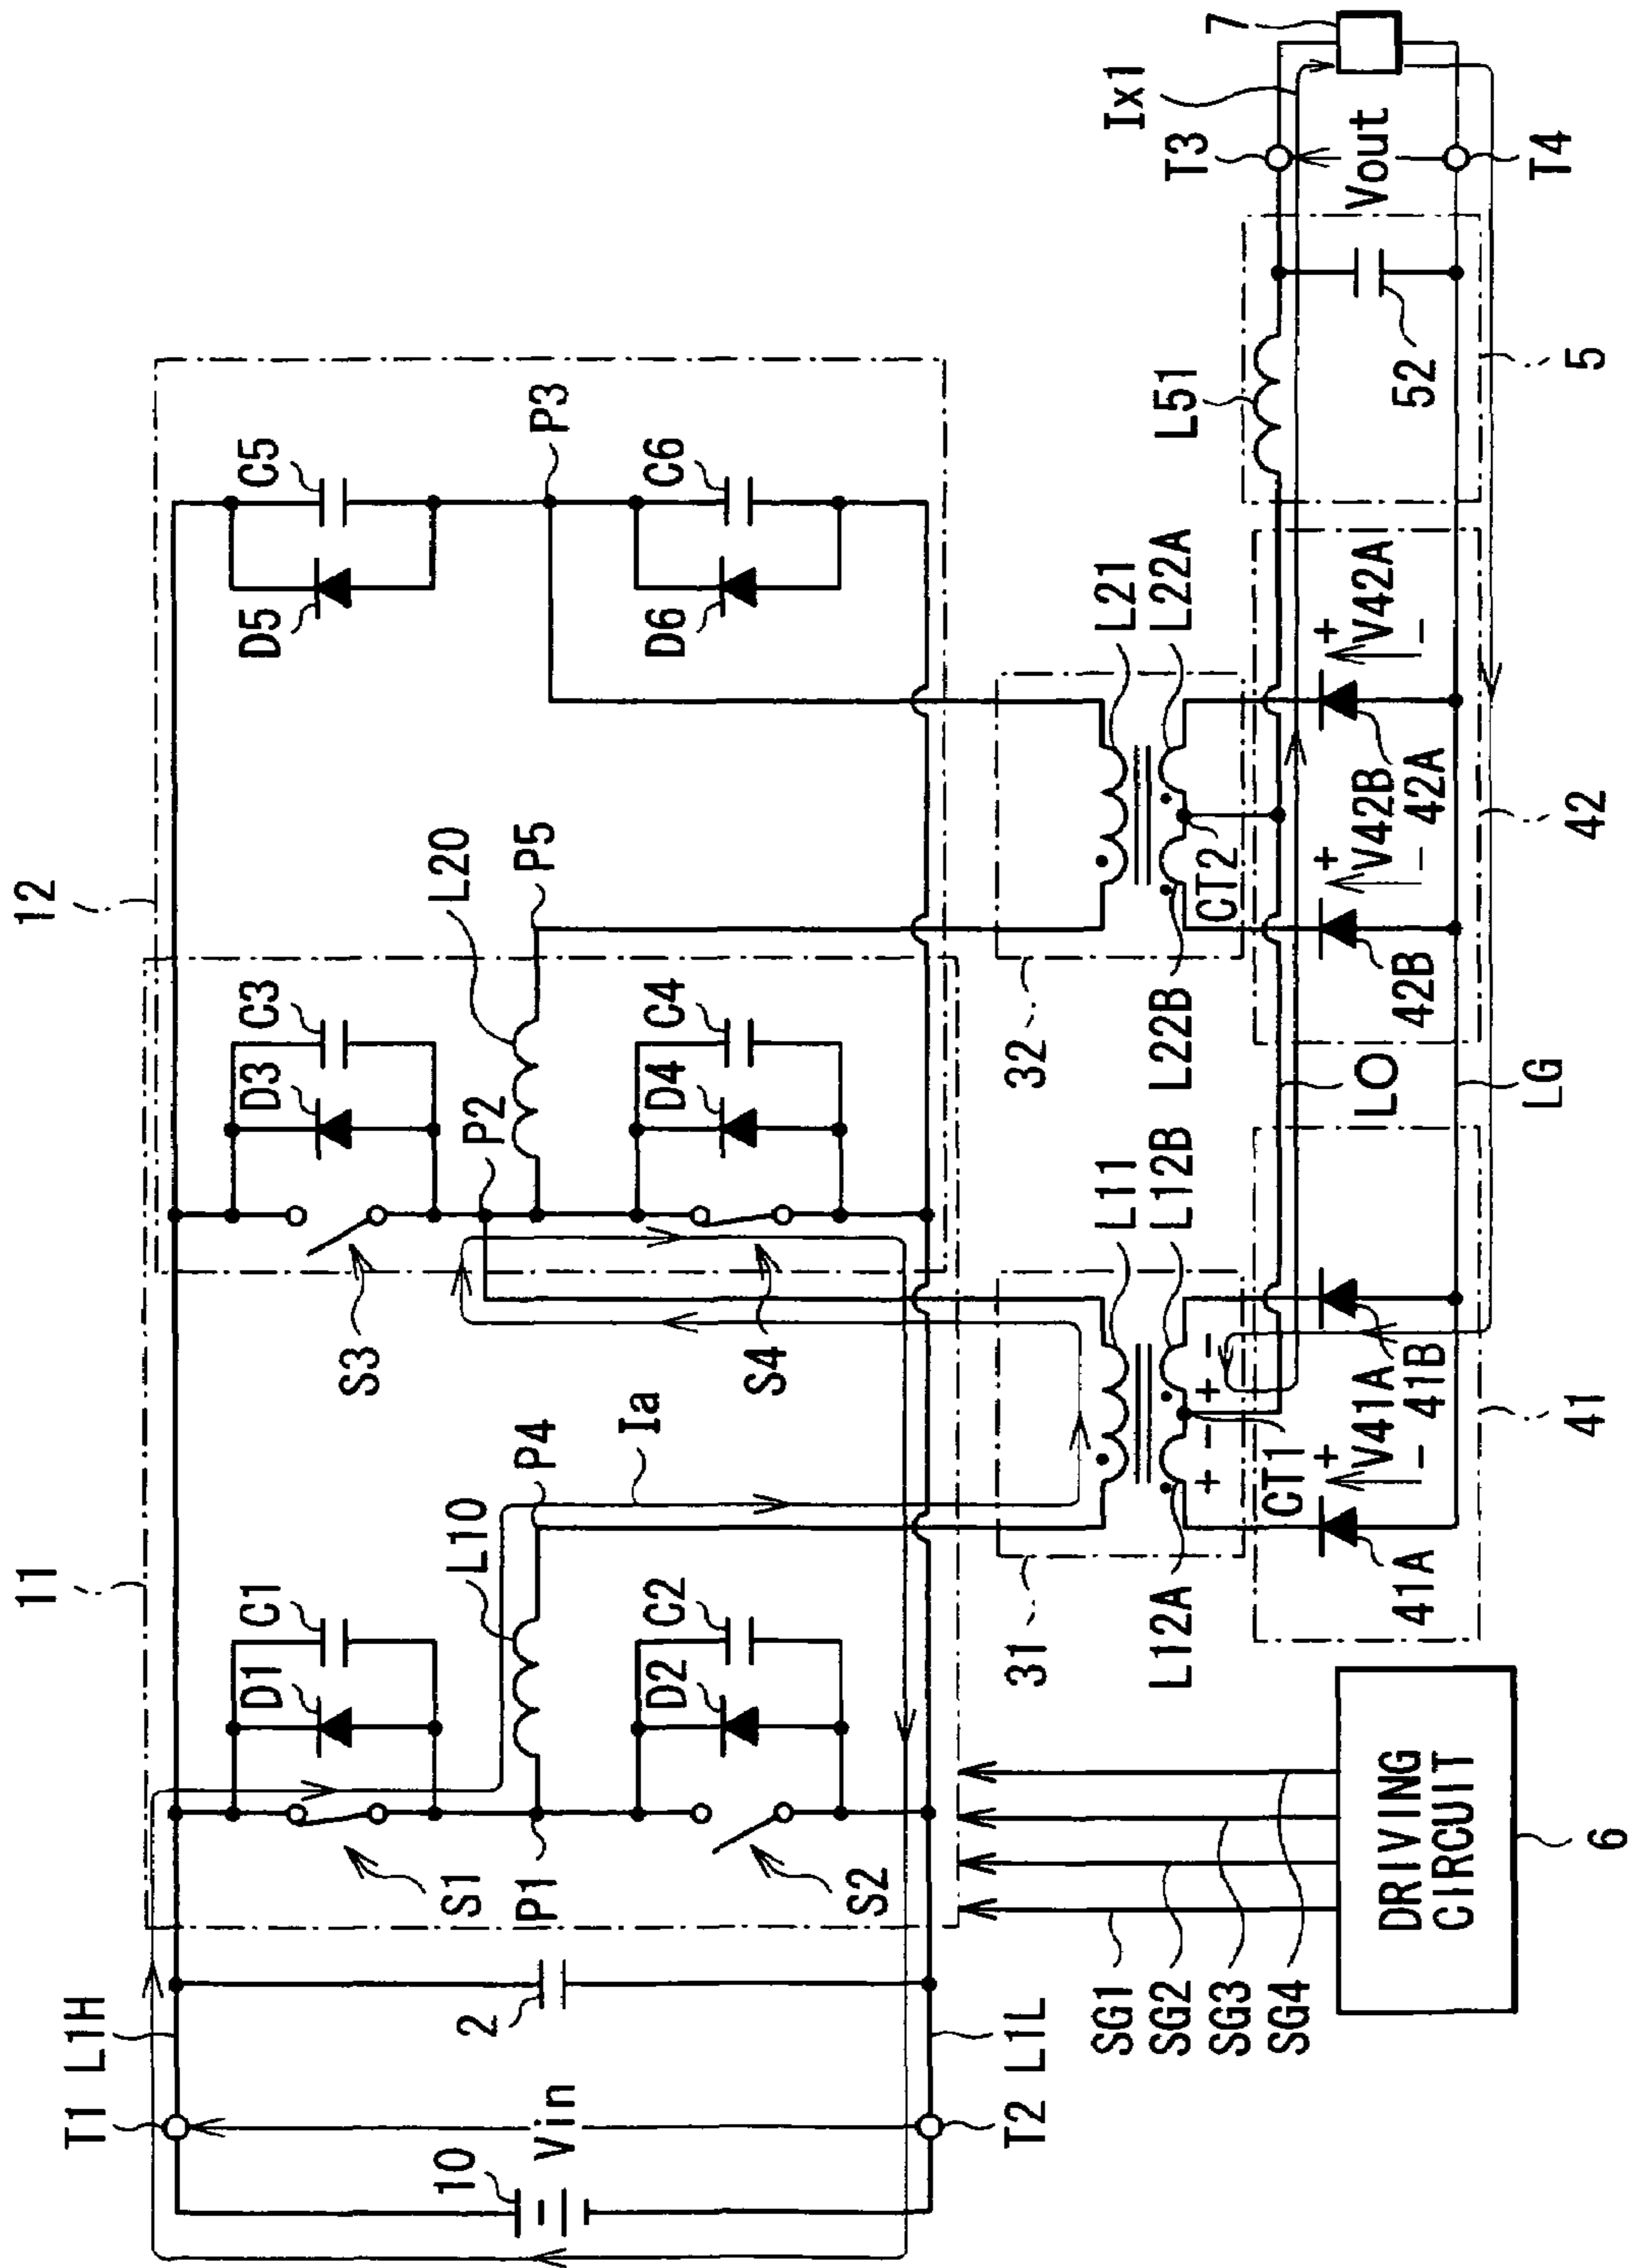 11
12
T1
L1H
10
Vin
2
T2
L1L
S1
D1
C1
P1
L10
P4
S2
D2
C2
Ia
S3
D3
C3
P2
L20
P5
S4
D4
C4
D5
C5
P3
D6
C6
31
L11
L12A
L12B
CT1
+ - + -
32
L21
L22A
L22B
CT2
41
41A
41B
+
V41A
-
42
42B
42A
+
V42B
-
+
V42A
-
LO
LG
L51
52
5
T3
Vout
T4
Ix1
7
SG1
SG2
SG3
SG4
DRIVING
CIRCUIT
6